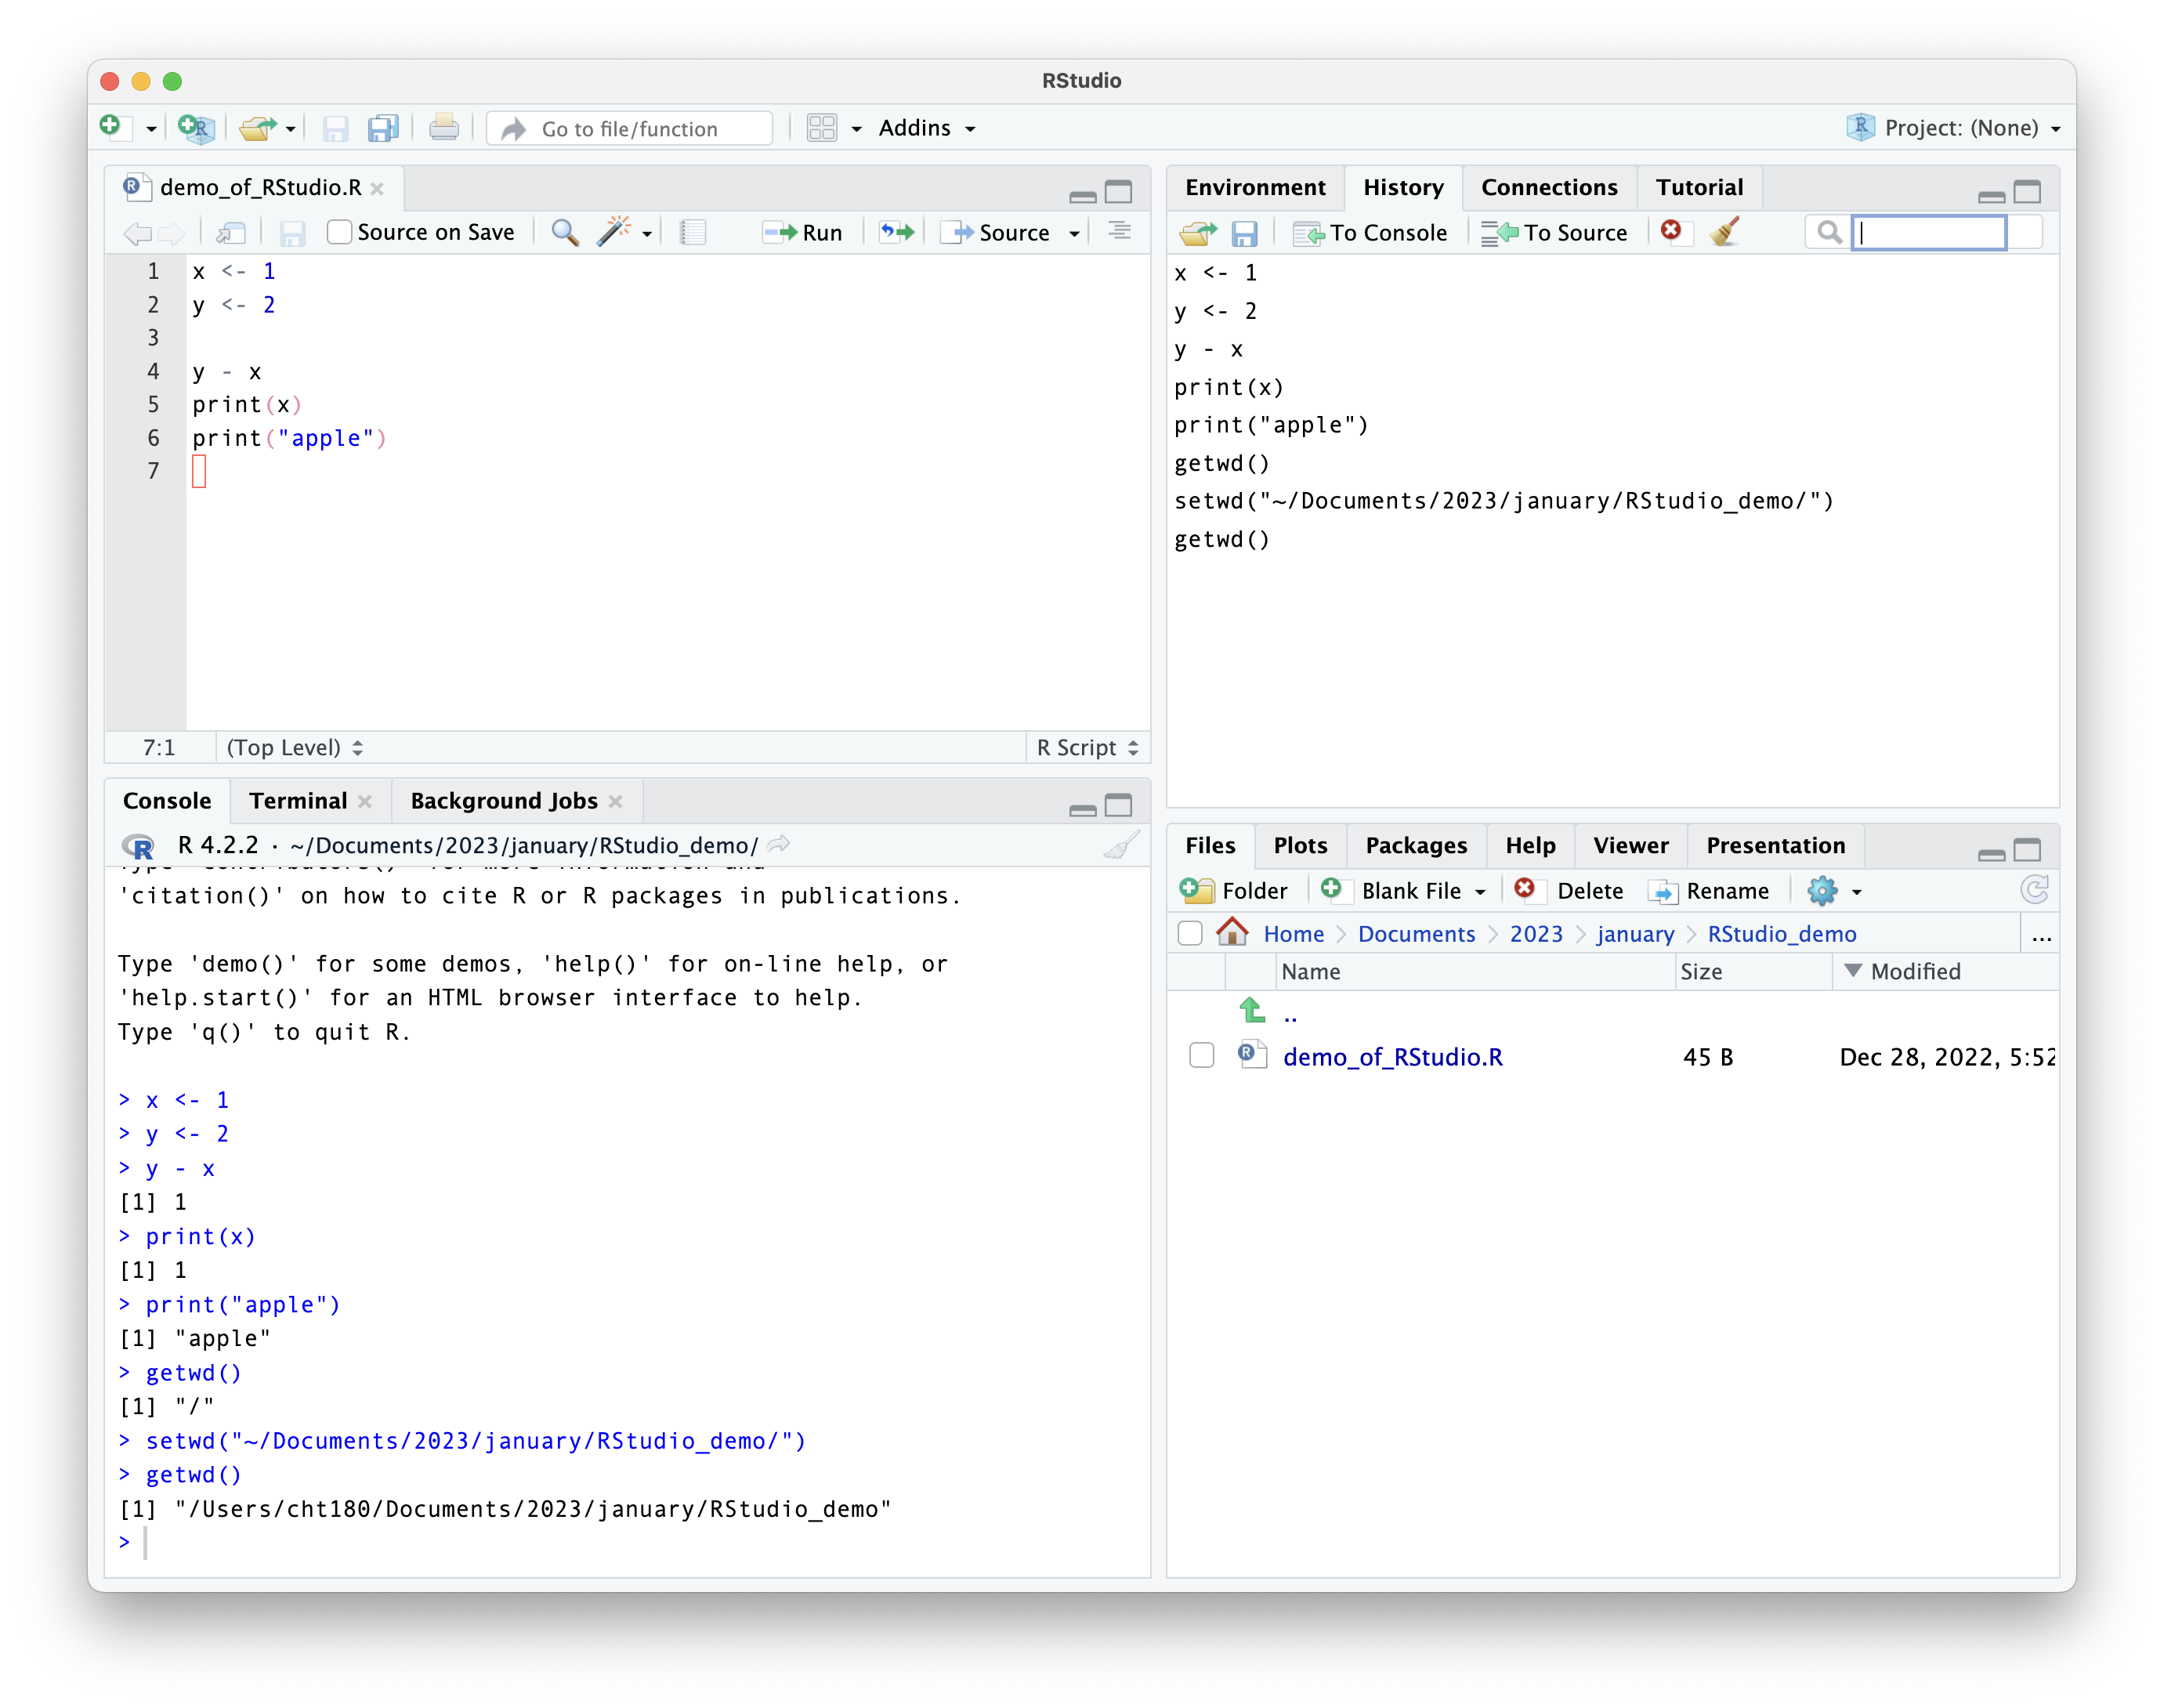 RStudio
Go to file/function
Addins
Project: (None)
demo_of_RStudio.R
Source on Save
Run
Source
1 x <- 1
2 y <- 2
3
4 y - x
5 print(x)
6 print("apple")
7
7:1 (Top Level) R Script
Console Terminal Background Jobs
R 4.2.2 · ~/Documents/2023/january/RStudio_demo/
'citation()' on how to cite R or R packages in publications.
Type 'demo()' for some demos, 'help()' for on-line help, or
'help.start()' for an HTML browser interface to help.
Type 'q()' to quit R.
> x <- 1
> y <- 2
> y - x
[1] 1
> print(x)
[1] 1
> print("apple")
[1] "apple"
> getwd()
[1] "/"
> setwd("~/Documents/2023/january/RStudio_demo/")
> getwd()
[1] "/Users/cht180/Documents/2023/january/RStudio_demo"
>
Environment History Connections Tutorial
To Console To Source
x <- 1
y <- 2
y - x
print(x)
print("apple")
getwd()
setwd("~/Documents/2023/january/RStudio_demo/")
getwd()
Files Plots Packages Help Viewer Presentation
Folder Blank File Delete Rename
Home Documents 2023 january RStudio_demo ...
Name Size Modified
..
demo_of_RStudio.R 45 B Dec 28, 2022, 5:52